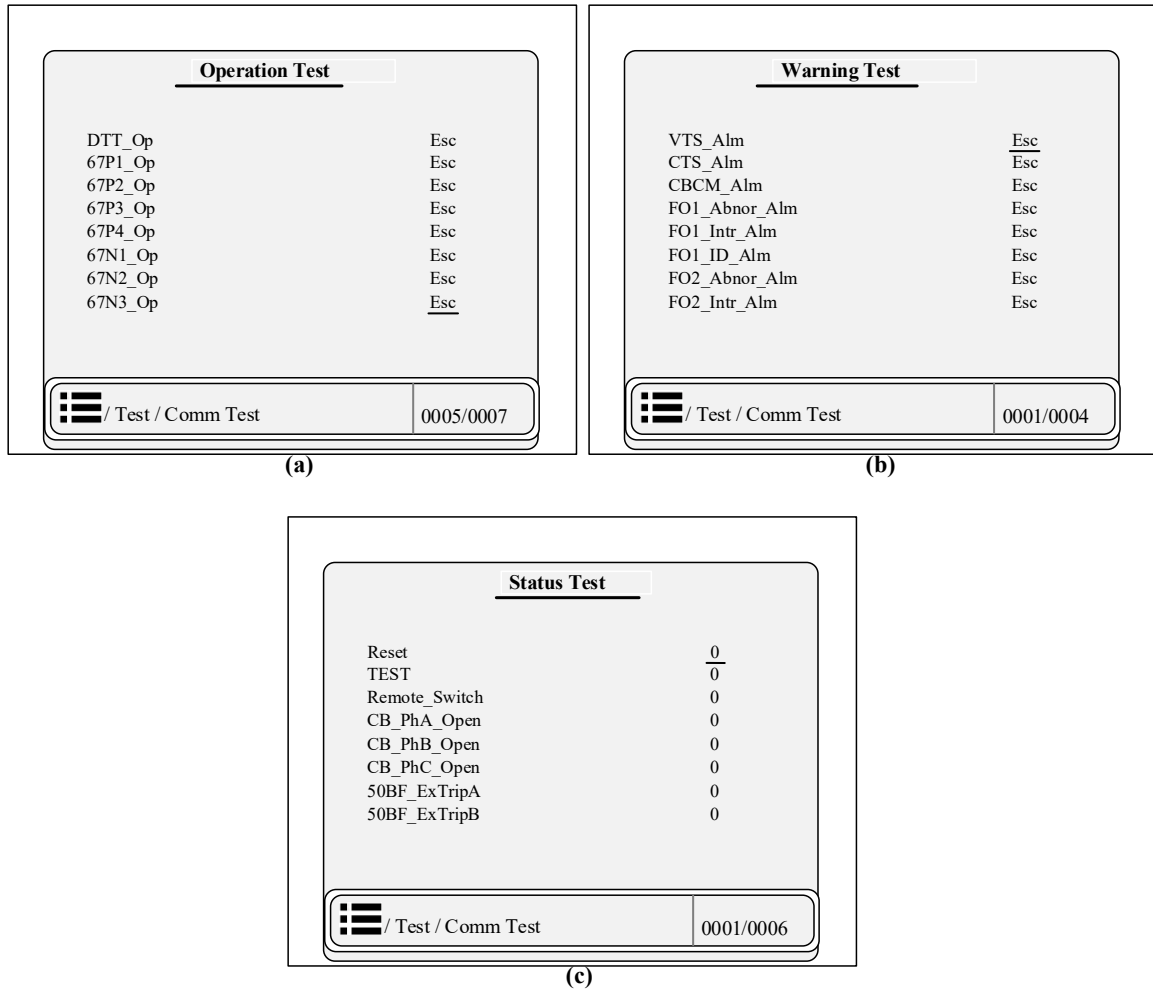 Operation Test
DTT_Op Esc
67P1_Op Esc
67P2_Op Esc
67P3_Op Esc
67P4_Op Esc
67N1_Op Esc
67N2_Op Esc
67N3_Op Esc
/ Test / Comm Test 0005/0007
(a)
Warning Test
VTS_Alm Esc
CTS_Alm Esc
CBCM_Alm Esc
FO1_Abnor_Alm Esc
FO1_Intr_Alm Esc
FO1_ID_Alm Esc
FO2_Abnor_Alm Esc
FO2_Intr_Alm Esc
/ Test / Comm Test 0001/0004
(b)
Status Test
Reset 0
TEST 0
Remote_Switch 0
CB_PhA_Open 0
CB_PhB_Open 0
CB_PhC_Open 0
50BF_ExTripA 0
50BF_ExTripB 0
/ Test / Comm Test 0001/0006
(c)